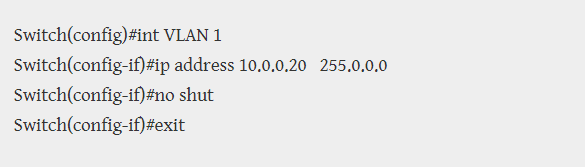 Switch(config)#int VLAN 1
Switch(config-if)#ip address 10.0.0.20   255.0.0.0
Switch(config-if)#no shut
Switch(config-if)#exit